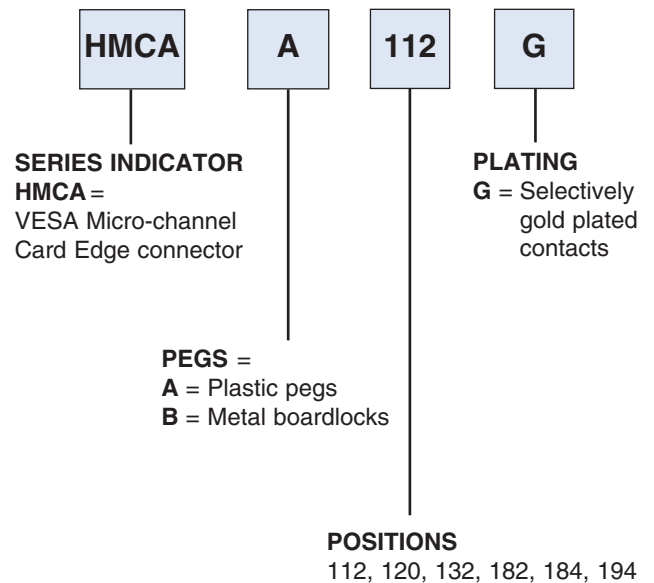 HMCA A 112 G
SERIES INDICATOR
HMCA =
VESA Micro-channel
Card Edge connector
PLATING
G = Selectively
gold plated
contacts
PEGS =
A = Plastic pegs
B = Metal boardlocks
POSITIONS
112, 120, 132, 182, 184, 194